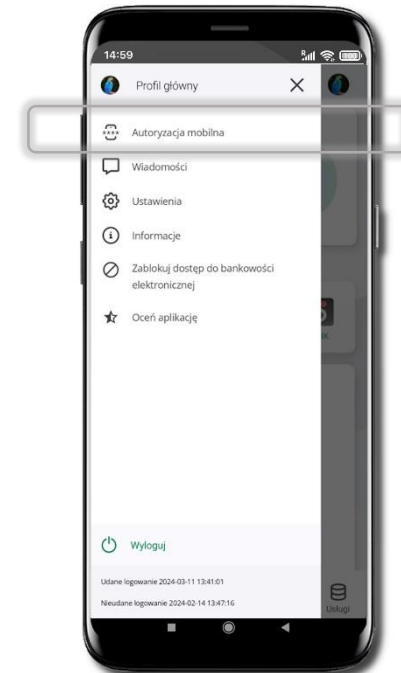 14:59
Profil główny
Autoryzacja mobilna
Wiadomości
Ustawienia
Informacje
Zablokuj dostęp do bankowości
elektronicznej
Oceń aplikację
Wyloguj
Udane logowanie 2024-03-11 13:41:01
Nieudane logowanie 2024-02-14 13:47:16
Usługi